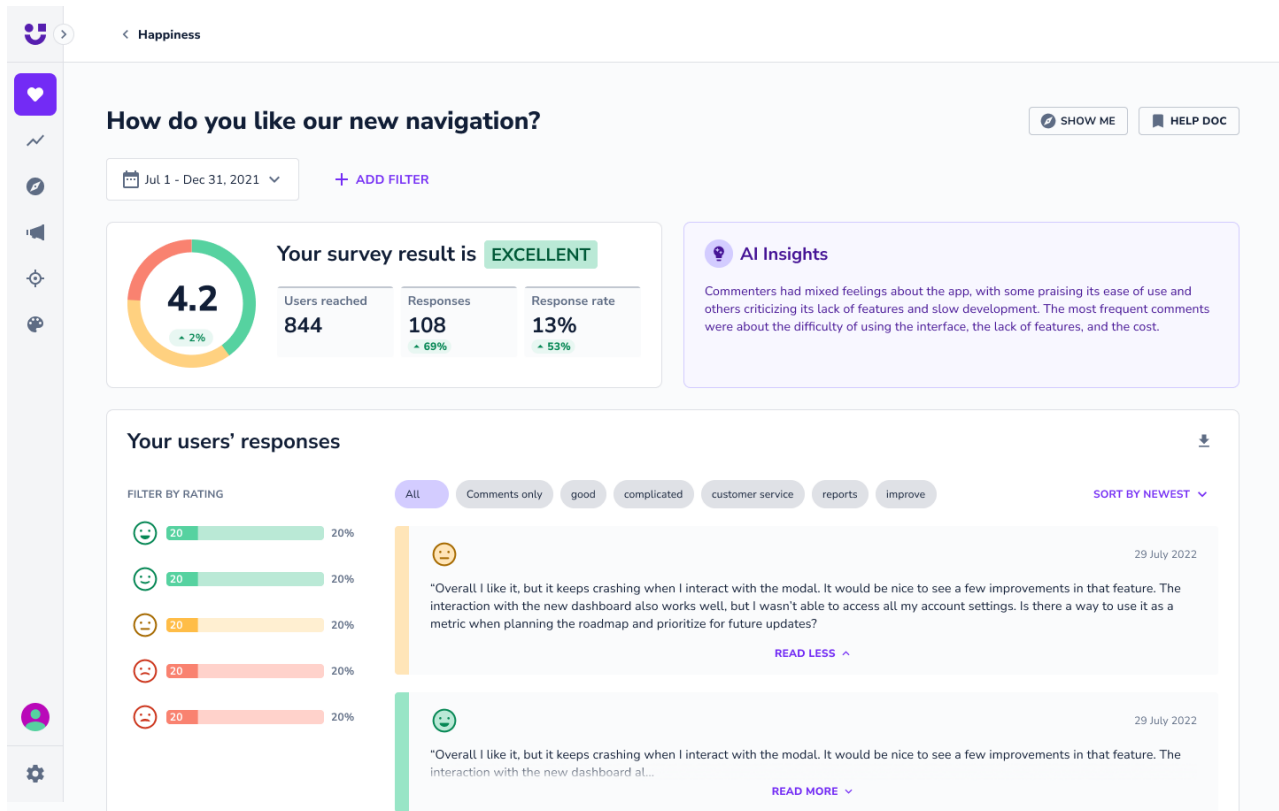 Happiness
How do you like our new navigation?
SHOW ME
HELP DOC
Jul 1 - Dec 31, 2021
ADD FILTER
4.2
2%
Your survey result is EXCELLENT
Users reached
844
Responses
108
69%
Response rate
13%
53%
AI Insights
Commenters had mixed feelings about the app, with some praising its ease of use and
others criticizing its lack of features and slow development. The most frequent comments
were about the difficulty of using the interface, the lack of features, and the cost.
Your users’ responses
FILTER BY RATING
20 20%
20 20%
20 20%
20 20%
20 20%
All Comments only good complicated customer service reports improve
SORT BY NEWEST
29 July 2022
“Overall I like it, but it keeps crashing when I interact with the modal. It would be nice to see a few improvements in that feature. The
interaction with the new dashboard also works well, but I wasn’t able to access all my account settings. Is there a way to use it as a
metric when planning the roadmap and prioritize for future updates?
READ LESS
29 July 2022
“Overall I like it, but it keeps crashing when I interact with the modal. It would be nice to see a few improvements in that feature. The
interaction with the new dashboard al...
READ MORE